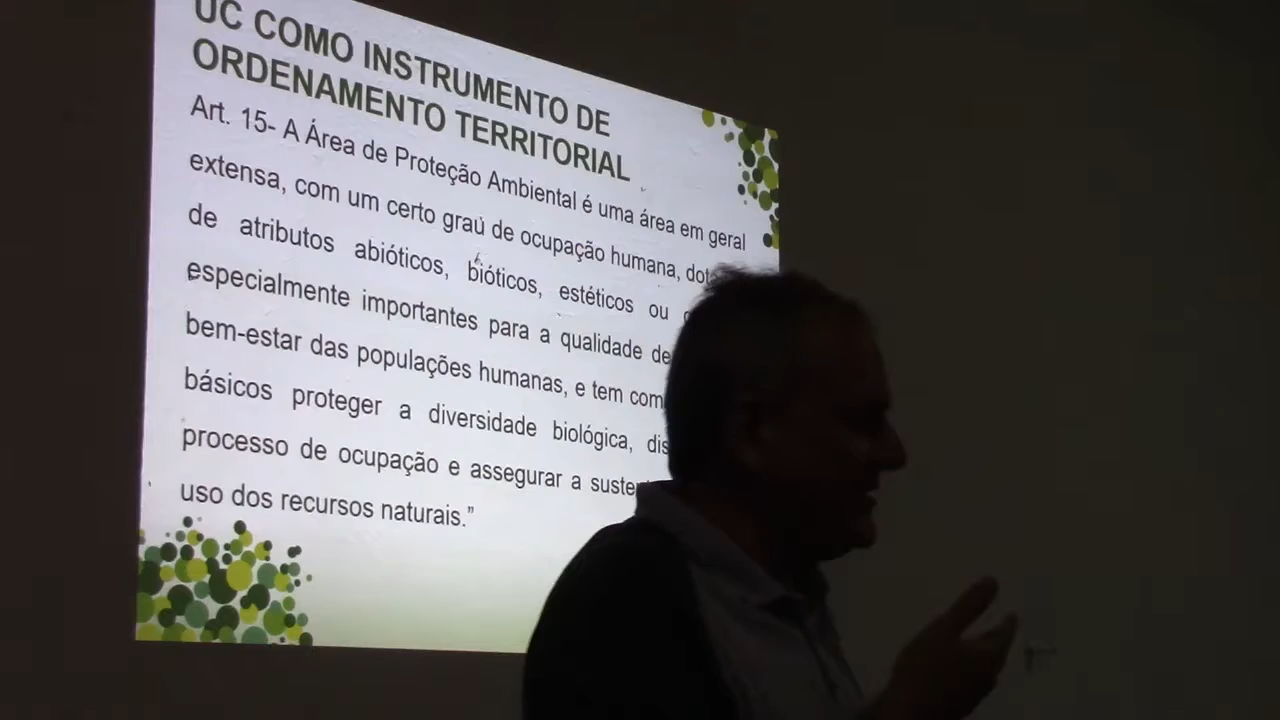 UC COMO INSTRUMENTO DE
ORDENAMENTO TERRITORIAL
Art. 15- A Área de Proteção Ambiental é uma área em geral
extensa, com um certo grau de ocupação humana,
de atributos abióticos, bióticos, estéticos ou
especialmente importantes para a qualidade de
bem-estar das populações humanas, e tem
básicos proteger a diversidade biológica,
processo de ocupação e assegurar a
uso dos recursos naturais.”